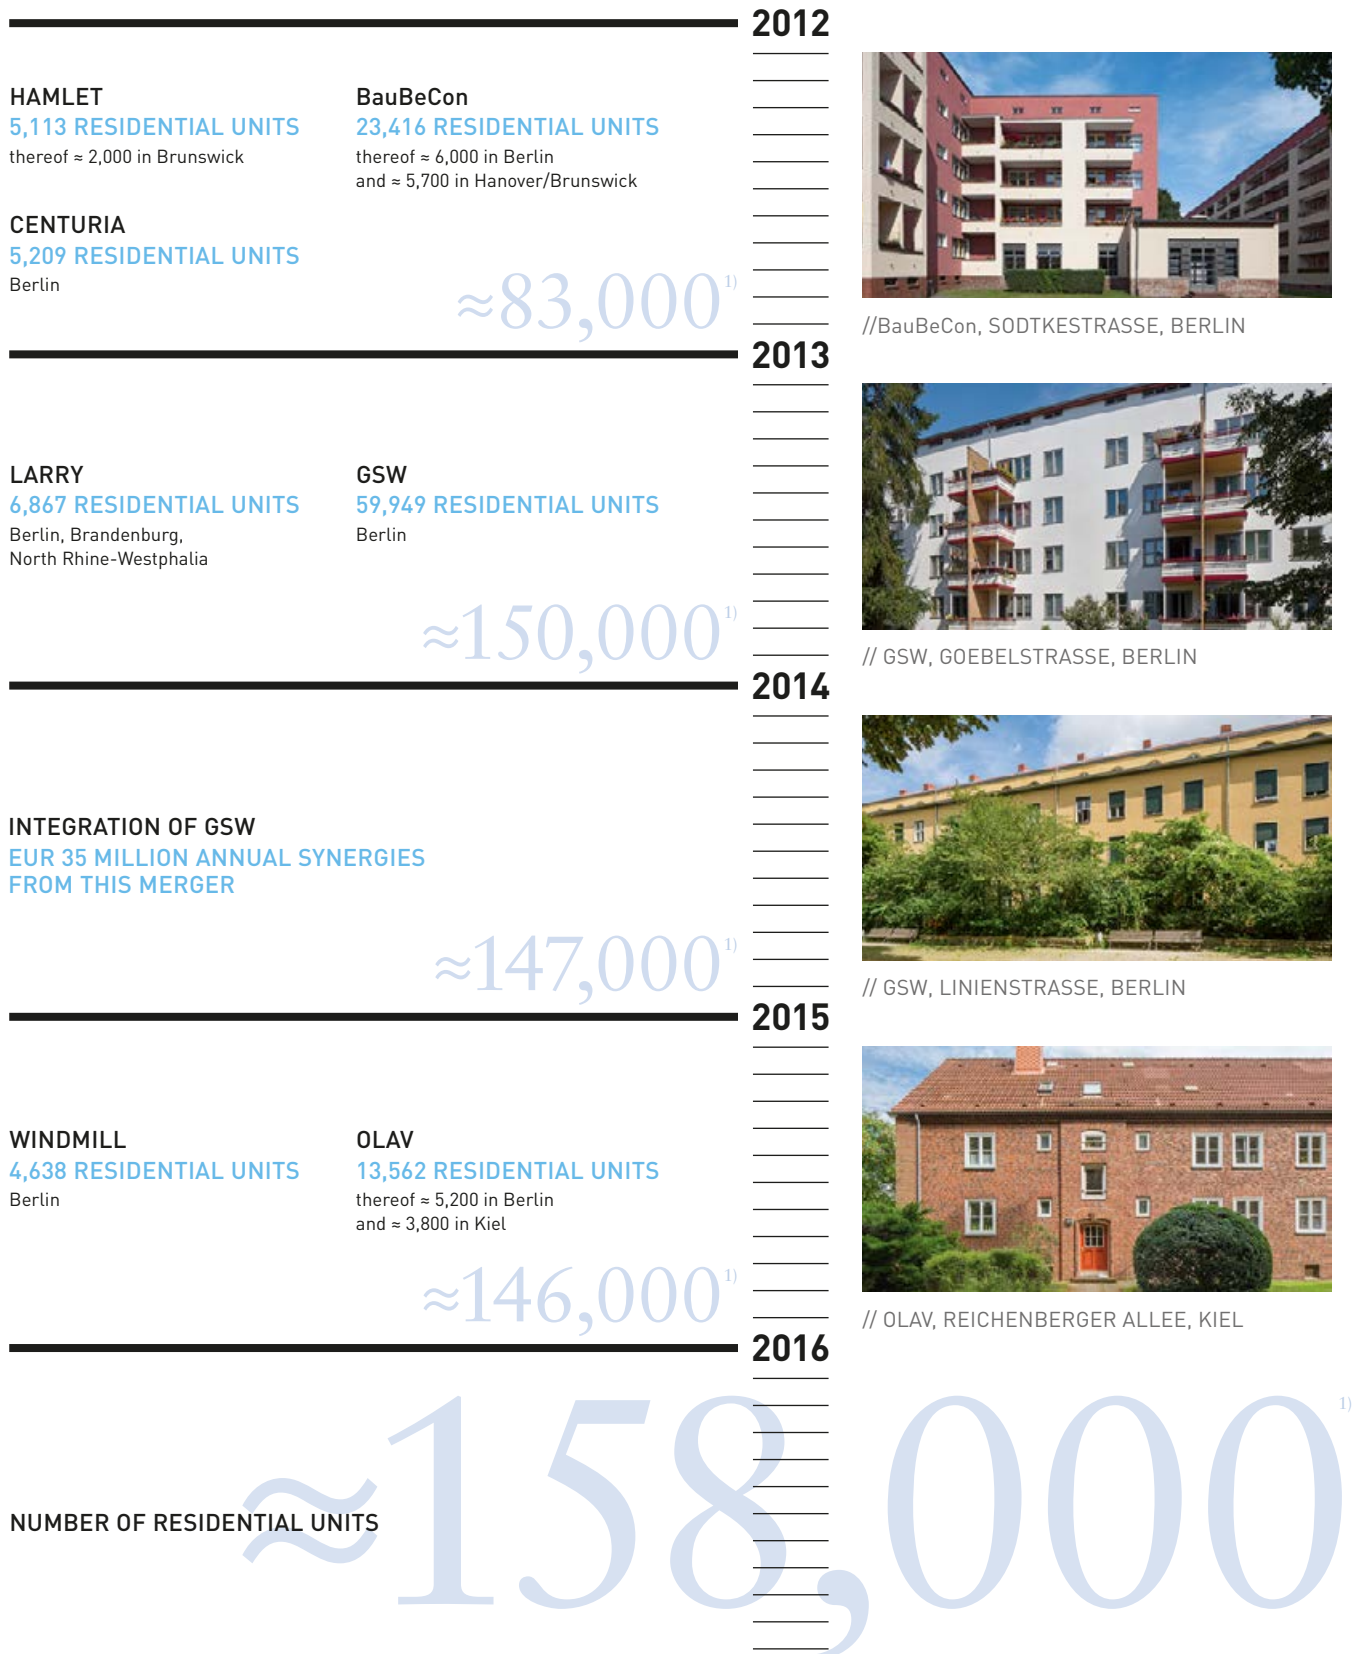 2012
HAMLET
5,113 RESIDENTIAL UNITS
thereof ≈ 2,000 in Brunswick
BauBeCon
23,416 RESIDENTIAL UNITS
thereof ≈ 6,000 in Berlin
and ≈ 5,700 in Hanover/Brunswick
CENTURIA
5,209 RESIDENTIAL UNITS
Berlin
≈83,000 1)
//BauBeCon, SODTKESTRASSE, BERLIN
2013
LARRY
6,867 RESIDENTIAL UNITS
Berlin, Brandenburg,
North Rhine-Westphalia
GSW
59,949 RESIDENTIAL UNITS
Berlin
≈150,000 1)
// GSW, GOEBELSTRASSE, BERLIN
2014
INTEGRATION OF GSW
EUR 35 MILLION ANNUAL SYNERGIES
FROM THIS MERGER
≈147,000 1)
// GSW, LINIENSTRASSE, BERLIN
2015
WINDMILL
4,638 RESIDENTIAL UNITS
Berlin
OLAV
13,562 RESIDENTIAL UNITS
thereof ≈ 5,200 in Berlin
and ≈ 3,800 in Kiel
≈146,000 1)
// OLAV, REICHENBERGER ALLEE, KIEL
2016
≈158,000 1)
NUMBER OF RESIDENTIAL UNITS